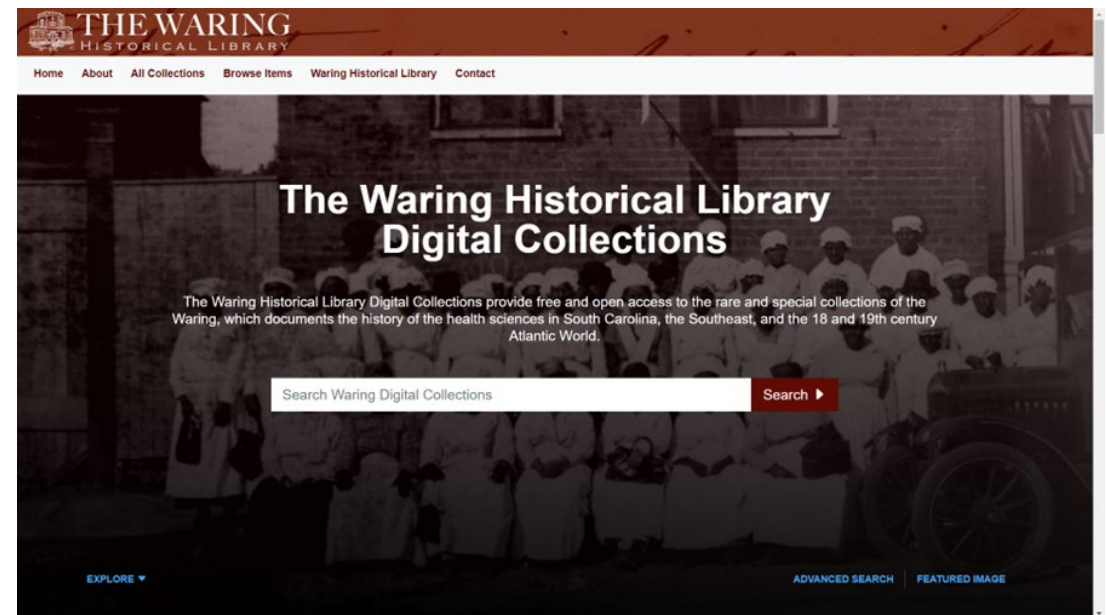 THE WARING
HISTORICAL LIBRARY
Home About All Collections Browse Items Waring Historical Library Contact
The Waring Historical Library
Digital Collections
The Waring Historical Library Digital Collections provide free and open access to the rare and special collections of the
Waring, which documents the history of the health sciences in South Carolina, the Southeast, and the 18 and 19th century
Atlantic World.
Search Waring Digital Collections Search
EXPLORE ADVANCED SEARCH FEATURED IMAGE